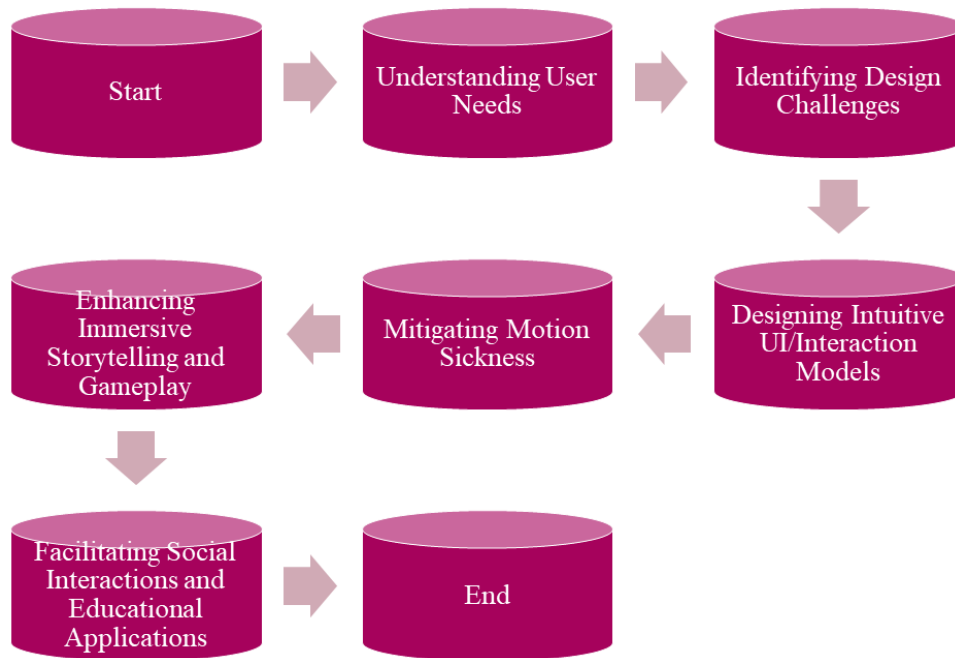 Start
Understanding User
Needs
Identifying Design
Challenges
Designing Intuitive
UI/Interaction
Models
Mitigating Motion
Sickness
Enhancing
Immersive
Storytelling and
Gameplay
Facilitating Social
Interactions and
Educational
Applications
End